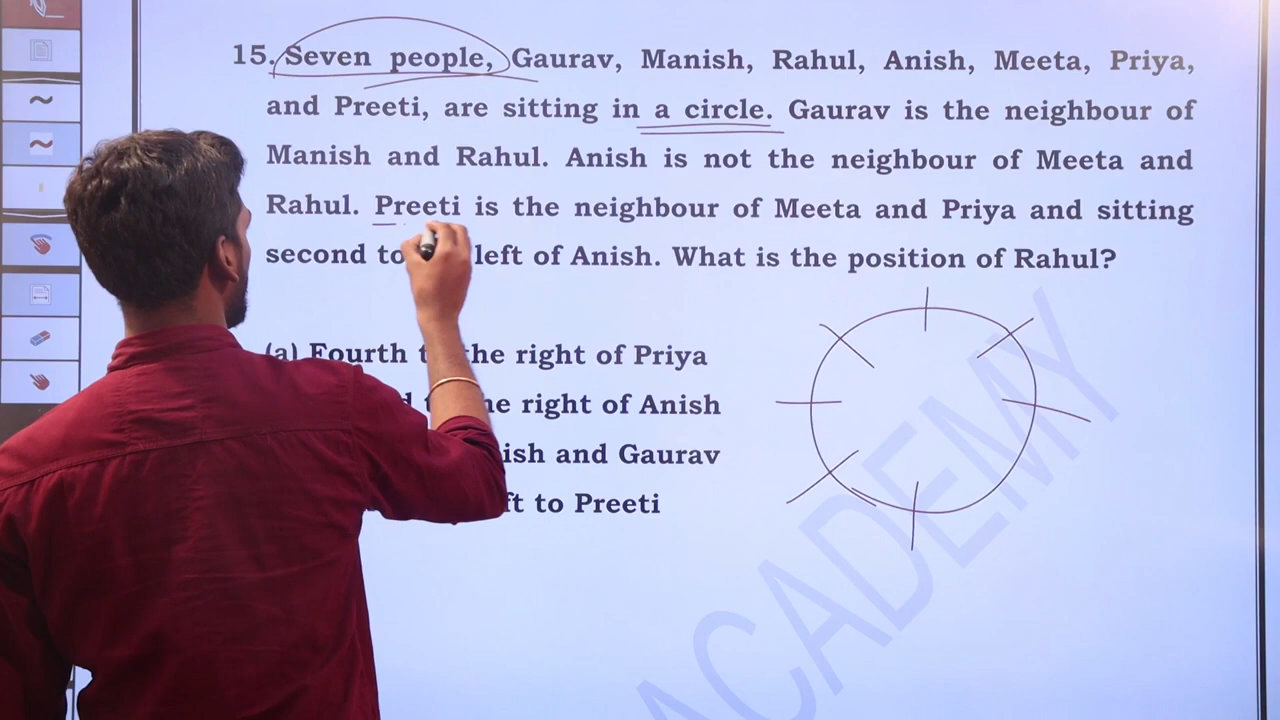 15. Seven people, Gaurav, Manish, Rahul, Anish, Meeta, Priya,
and Preeti, are sitting in a circle. Gaurav is the neighbour of
Manish and Rahul. Anish is not the neighbour of Meeta and
Rahul. Preeti is the neighbour of Meeta and Priya and sitting
second to left of Anish. What is the position of Rahul?
(a) Fourth the right of Priya
right of Anish
and Gaurav
to Preeti
ACADEMY